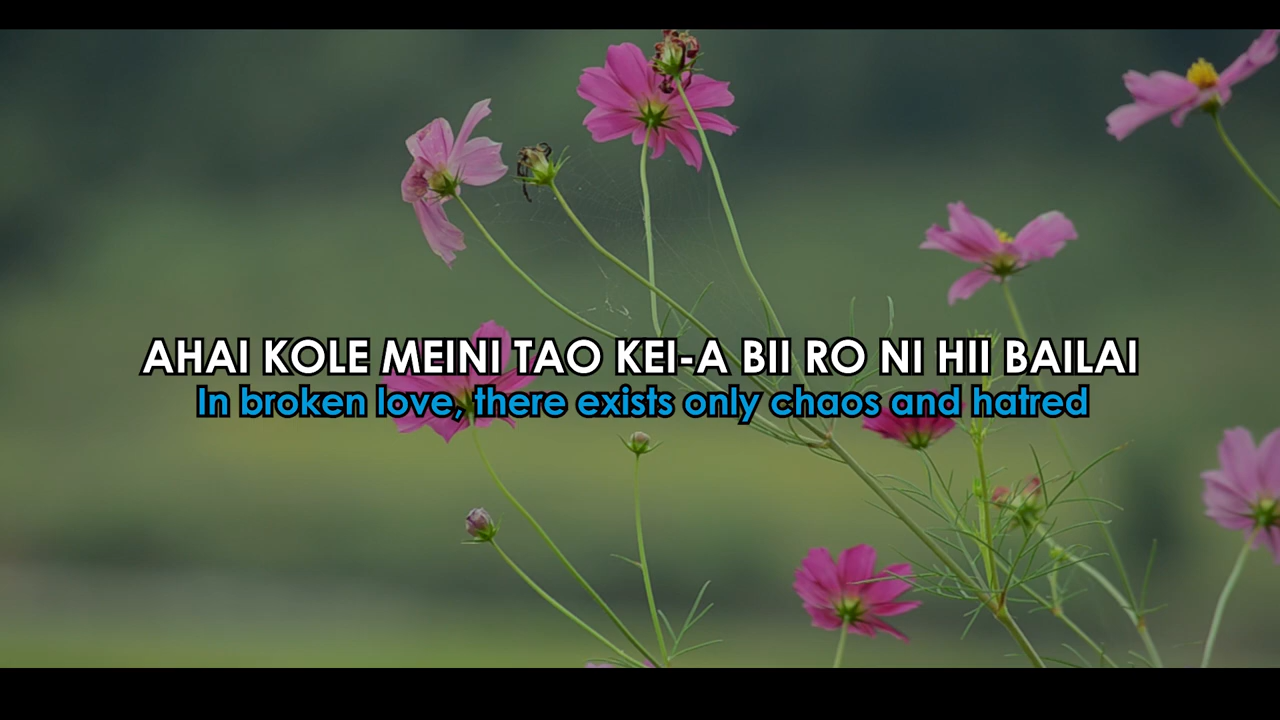 AHAI KOLE MEINI TAO KEI-A BII RO NI HII BAILAI
In broken love, there exists only chaos and hatred